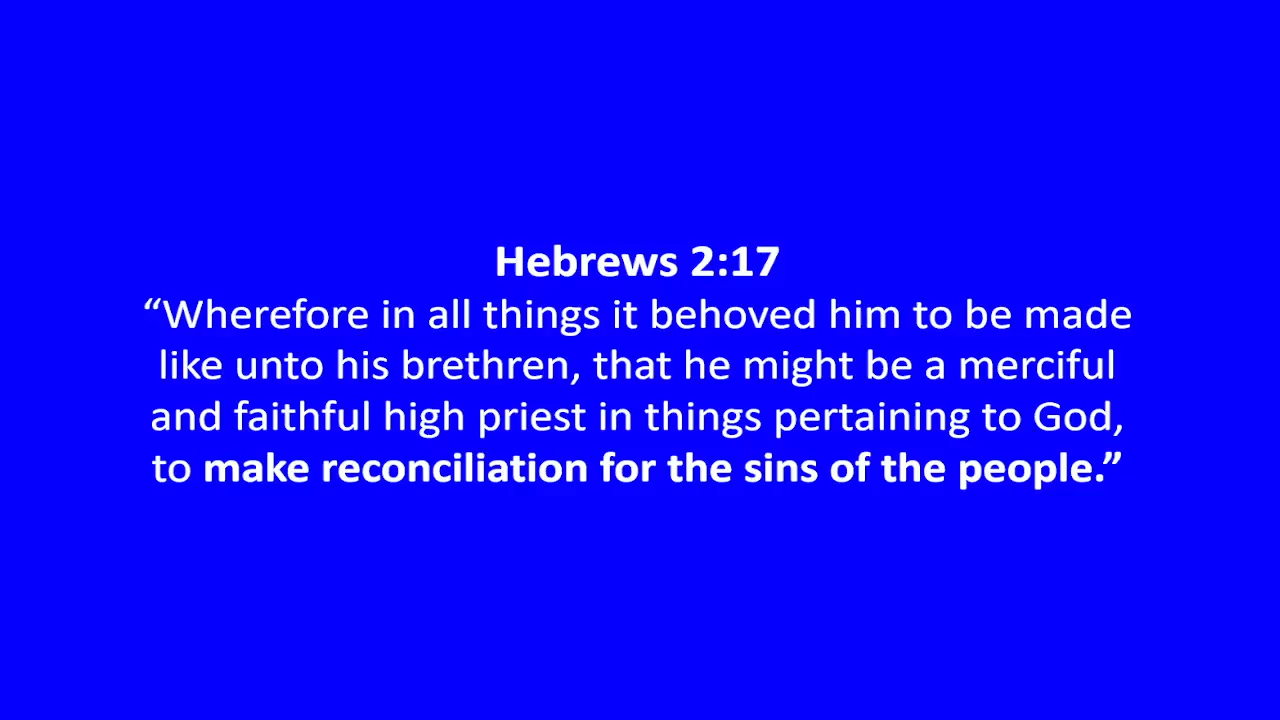 Hebrews 2:17
“Wherefore in all things it behoved him to be made
like unto his brethren, that he might be a merciful
and faithful high priest in things pertaining to God,
to make reconciliation for the sins of the people.”